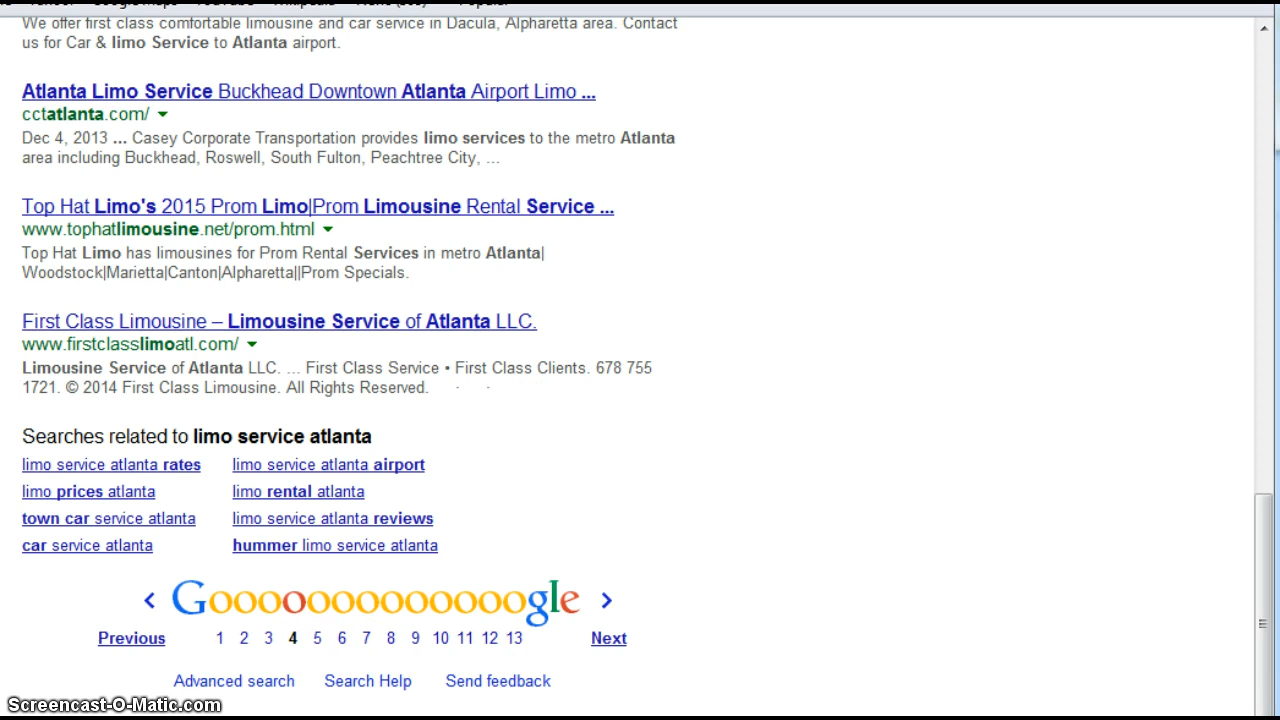 We offer first class comfortable limousine and car service in Dacula, Alpharetta area. Contact
us for Car & limo Service to Atlanta airport.
Atlanta Limo Service Buckhead Downtown Atlanta Airport Limo ...
cctatlanta.com/
Dec 4, 2013 ... Casey Corporate Transportation provides limo services to the metro Atlanta
area including Buckhead, Roswell, South Fulton, Peachtree City, ...
Top Hat Limo's 2015 Prom Limo|Prom Limousine Rental Service ...
www.tophatlimousine.net/prom.html
Top Hat Limo has limousines for Prom Rental Services in metro Atlanta|
Woodstock|Marietta|Canton|Alpharetta||Prom Specials.
First Class Limousine – Limousine Service of Atlanta LLC.
www.firstclasslimoatl.com/
Limousine Service of Atlanta LLC. ... First Class Service • First Class Clients. 678 755
1721. © 2014 First Class Limousine. All Rights Reserved.
Searches related to limo service atlanta
limo service atlanta rates limo service atlanta airport
limo prices atlanta limo rental atlanta
town car service atlanta limo service atlanta reviews
car service atlanta hummer limo service atlanta
< Gooooooooooooogle >
Previous 1 2 3 4 5 6 7 8 9 10 11 12 13 Next
Advanced search Search Help Send feedback
Screencast-O-Matic.com